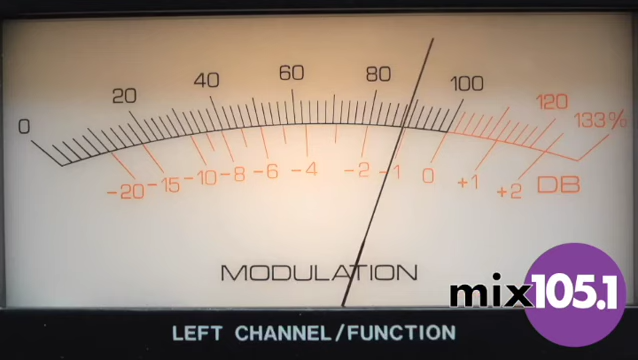 0 20 40 60 80 100 120 133%
-20 -15 -10 -8 -6 -4 -2 -1 0 +1 +2 DB
MODULATION
mix105.1
LEFT CHANNEL/FUNCTION